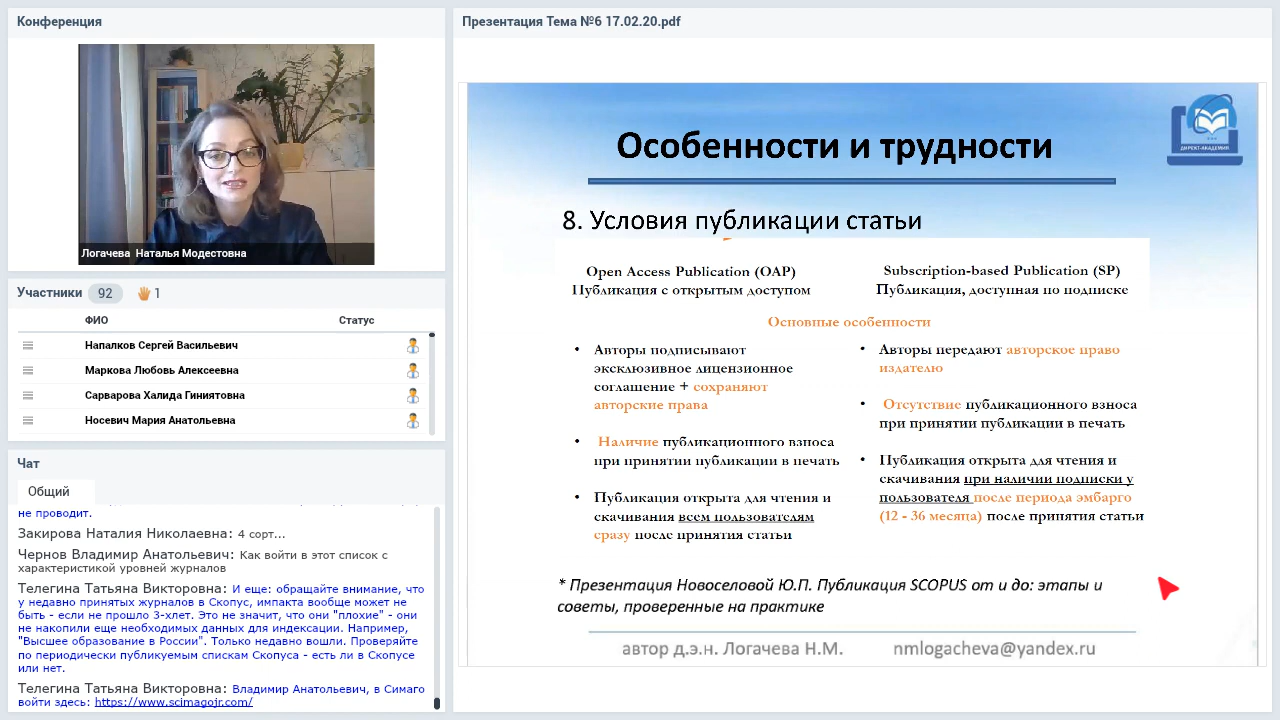 Конференция
Логачева Наталья Модестовна
Участники 92 1
ФИО Статус
Напалков Сергей Васильевич
Маркова Любовь Алексеевна
Сарварова Халида Гиниятовна
Носевич Мария Анатольевна
Чат
Общий
не проводит.
Закирова Наталия Николаевна: 4 сорт...
Чернов Владимир Анатольевич: Как войти в этот список с
характеристикой уровней журналов
Телегина Татьяна Викторовна: И еще: обращайте внимание, что
у недавно принятых журналов в Скопус, импакта вообще может не
быть - если не прошло 3-хлет. Это не значит, что они "плохие" - они
не накопили еще необходимых данных для индексации. Например,
"Высшее образование в России". Только недавно вошли. Проверяйте
по периодически публикуемым спискам Скопуса - есть ли в Скопусе
или нет.
Телегина Татьяна Викторовна: Владимир Анатольевич, в Симаго
войти здесь: https://www.scimagojr.com/
Презентация Тема №6 17.02.20.pdf
ДИРЕКТ-АКАДЕМИЯ
Особенности и трудности
8. Условия публикации статьи
Open Access Publication (OAP)
Публикация с открытым доступом
Subscription-based Publication (SP)
Публикация, доступная по подписке
Основные особенности
• Авторы подписывают
эксклюзивное лицензионное
соглашение + сохраняют
авторские права
• Наличие публикационного взноса
при принятии публикации в печать
• Публикация открыта для чтения и
скачивания всем пользователям
сразу после принятия статьи
• Авторы передают авторское право
издателю
• Отсутствие публикационного взноса
при принятии публикации в печать
• Публикация открыта для чтения и
скачивания при наличии подписки у
пользователя после периода эмбарго
(12 - 36 месяца) после принятия статьи
* Презентация Новоселовой Ю.П. Публикация SCOPUS от и до: этапы и
советы, проверенные на практике
автор д.э.н. Логачева Н.М. nmlogacheva@yandex.ru